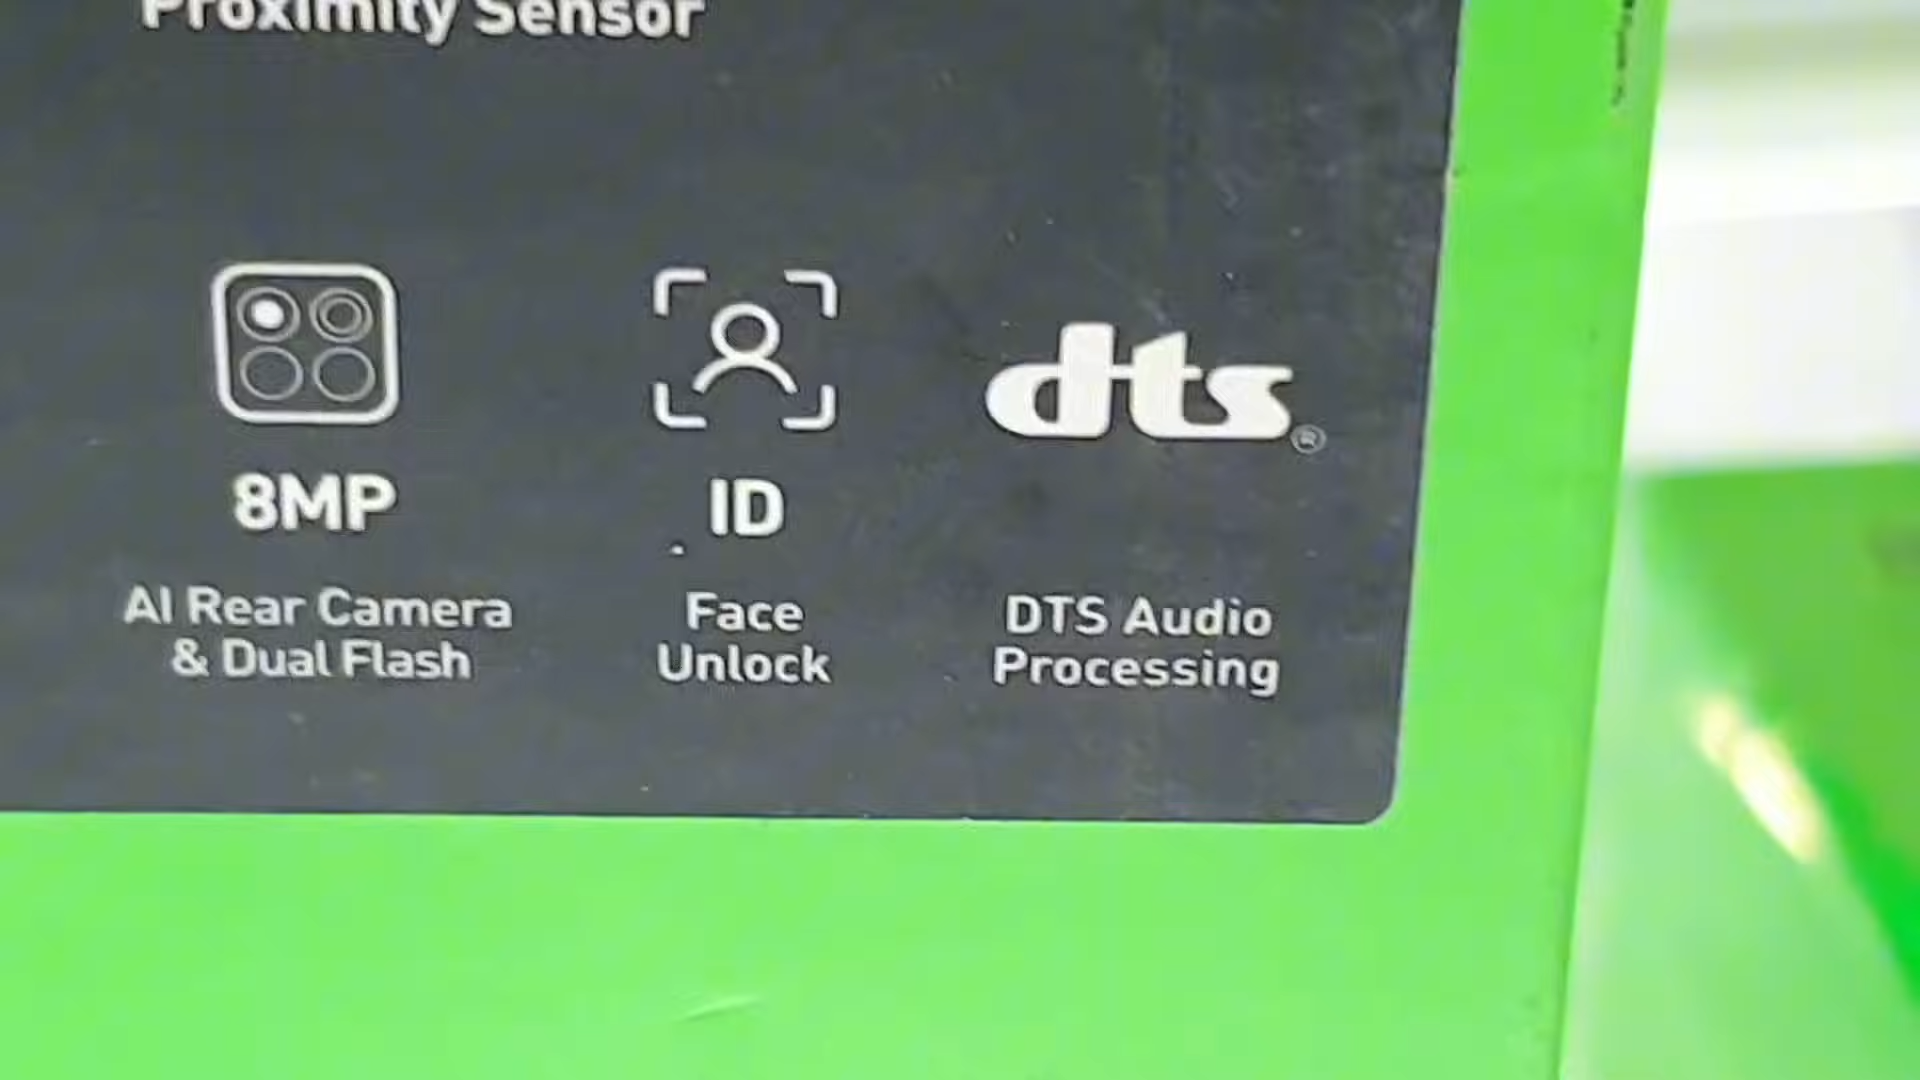 Proximity Sensor
dts®
8MP
ID
AI Rear Camera
& Dual Flash
Face
Unlock
DTS Audio
Processing